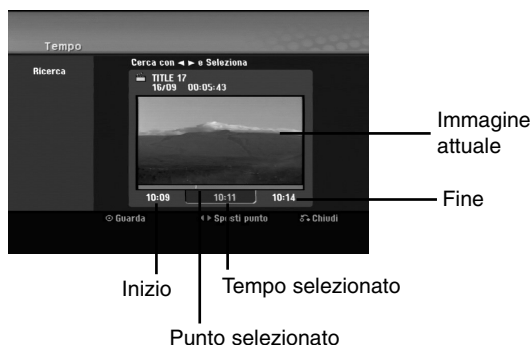 Tempo
Ricerca
Cerca con ◄ ► e Seleziona
TITLE 17
16/09 00:05:43
Immagine
attuale
10:09 10:11 10:14
Fine
⊙ Guarda ◄► Sposti punto Chiudi
Inizio
Tempo selezionato
Punto selezionato